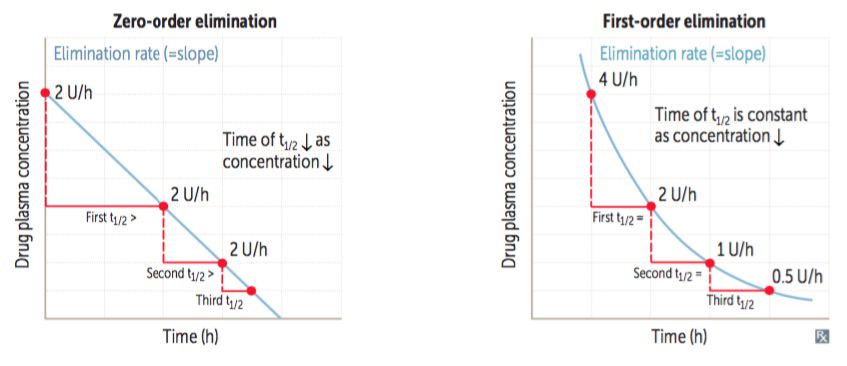 Zero-order elimination
Elimination rate (=slope)
2 U/h
Time of t1/2 ↓ as
concentration ↓
2 U/h
First t1/2 >
2 U/h
Second t1/2 >
Third t1/2
Drug plasma concentration
Time (h)
First-order elimination
Elimination rate (=slope)
4 U/h
Time of t1/2 is constant
as concentration ↓
2 U/h
First t1/2 =
1 U/h
Second t1/2 =
0.5 U/h
Third t1/2
Drug plasma concentration
Time (h)
℞